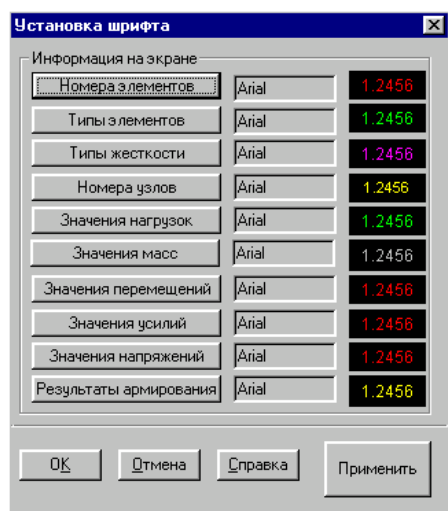 Установка шрифта
Информация на экране
Номера элементов Arial 1.2456
Типы элементов Arial 1.2456
Типы жесткости Arial 1.2456
Номера узлов Arial 1.2456
Значения нагрузок Arial 1.2456
Значения масс Arial 1.2456
Значения перемещений Arial 1.2456
Значения усилий Arial 1.2456
Значения напряжений Arial 1.2456
Результаты армирования Arial 1.2456
OK Отмена Справка Применить